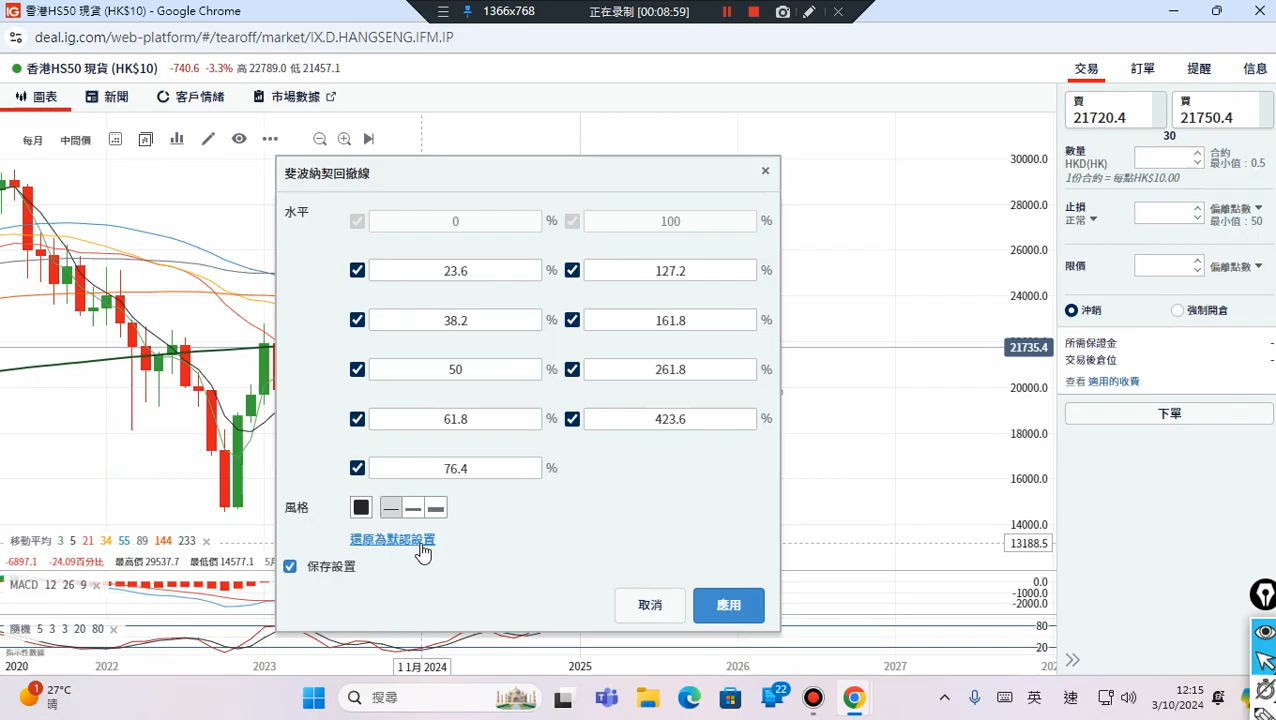 香港HS50 現貨 (HK$10) - Google Chrome
1366x768
正在录制 [00:08:59]
deal.ig.com/web-platform/#/tearoff/market/IX.D.HANGSENG.IFM.IP
香港HS50 現貨 (HK$10) -740.6 -3.3% 高 22789.0 低 21457.1
交易 訂單 提醒 信息
圖表 新聞 客戶情緒 市場數據
賣 21720.4
買 21750.4
30
每月 中間價
數量
HKD(HK)
合約
最小值：0.5
1份合約 = 每點HK$10.00
止損
正常
偏離點數
最小值：50
限價
偏離點數
沖銷 強制開倉
所需保證金 -
交易後倉位 -
查看 適用的費用
下單
斐波納契回撤線 ×
水平
0 % 100 %
23.6 % 127.2 %
38.2 % 161.8 %
50 % 261.8 %
61.8 % 423.6 %
76.4 %
風格
還原為默認設置
保存設置
取消 應用
30000.0
28000.0
26000.0
24000.0
21735.4
20000.0
18000.0
16000.0
14000.0
13188.5
移動平均 3 5 21 34 55 89 144 233
-6897.1 -24.09百分比 最高價 29537.7 最低價 14577.1
MACD 12 26 9
0.0
-1000.0
-2000.0
隨機 5 3 3 20 80
80
20
指示性數據
2020 2022 2023 1 1月 2024 2025 2026 2027
1
27°C
晴
搜尋
22
英 速
12:15
3/10/2024